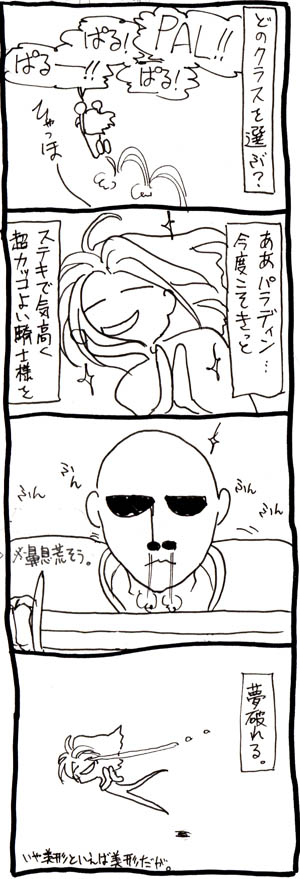 どのクラスを選ぶ?
PAL!!
ぱる!
ぱる
ーー!!
ぱる!
ひゃっほー
ああパラディン…
今度こそきっと
ステキで気高く
超カッコよい騎士様を
ふん
ふん
ふん
ふん
※鼻息荒そう。
夢破れる。
いや美形といえば美形だが。